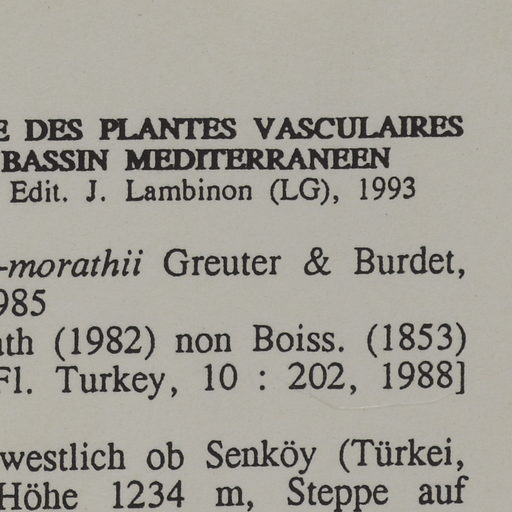 DES PLANTES VASCULAIRES
BASSIN MEDITERRANEEN
Edit. J. Lambinon (LG), 1993
-morathii Greuter & Burdet,
985
ath (1982) non Boiss. (1853)
Fl. Turkey, 10 : 202, 1988]
westlich ob Senköy (Türkei,
Höhe 1234 m, Steppe auf